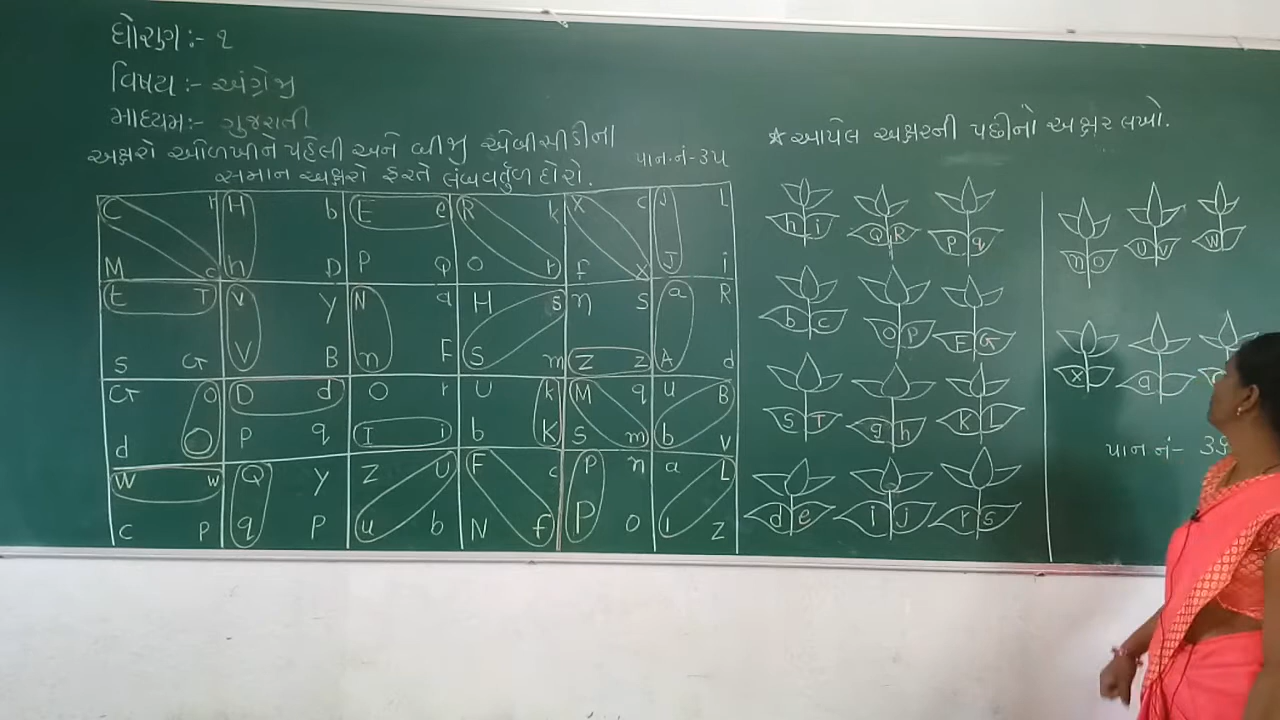 ધોરણ:- ૧
વિષય:- અંગ્રેજી
માધ્યમ:- ગુજરાતી
અક્ષરો ઓળખીને પહેલી અને બીજી એબીસીડીના
સમાન અક્ષરો ફરતે લંબવર્તુળ દોરો.
પાન.નં-૩૫
C r H b E e R k X c J L
M c h D P Q O r f x J i
t T v y N a H s n s a R
S G V B n F S m Z z A d
G o D d O r U k M q u B
d O p q I i b K S m b v
W w Q y Z U F c P n a L
c p q p u b N f P o l z
★ આપેલ અક્ષરની પછીનો અક્ષર લખો.
h i Q R P q
b c O P E G
S T g h K L
d e i j r s
n o U V W
X q
પાન નં- ૩૬